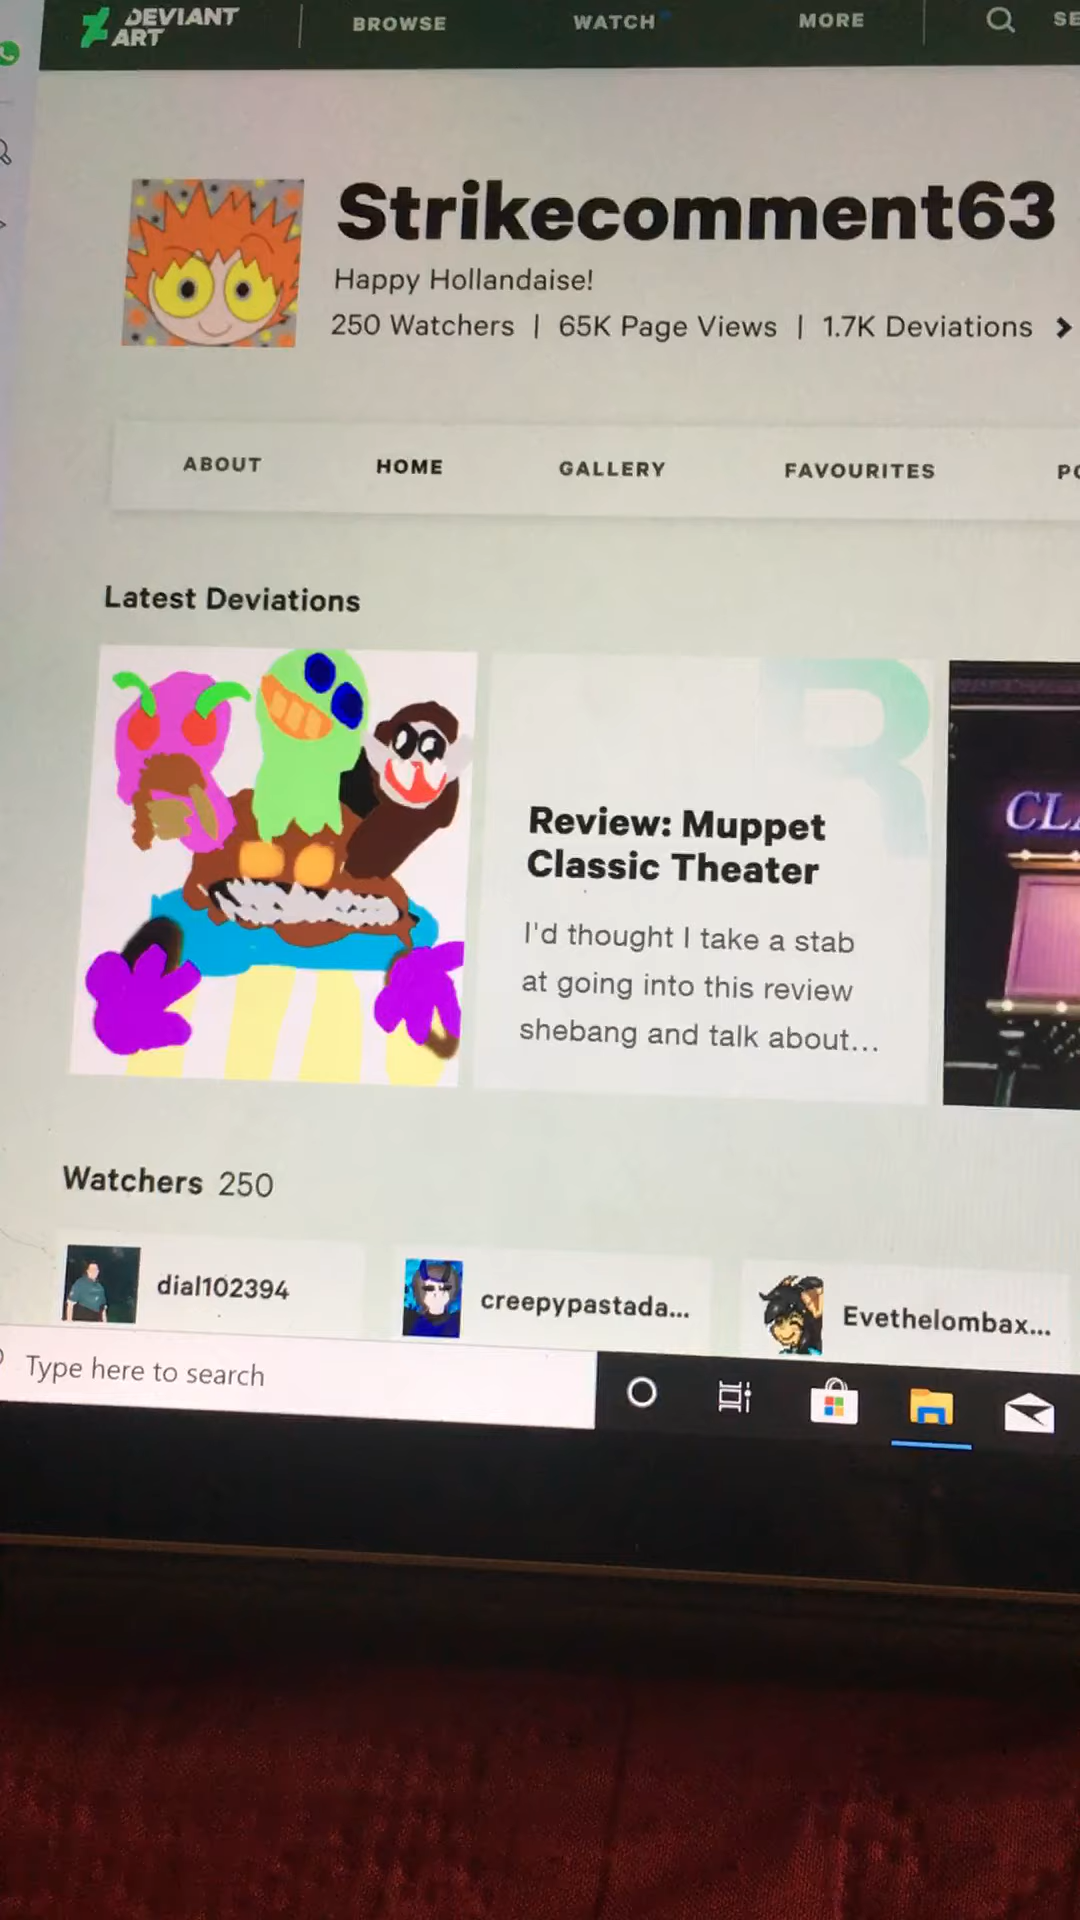 DEVIANT
ART
BROWSE
WATCH
MORE
Strikecomment63
Happy Hollandaise!
250 Watchers | 65K Page Views | 1.7K Deviations
ABOUT
HOME
GALLERY
FAVOURITES
Latest Deviations
Review: Muppet
Classic Theater
I'd thought I take a stab
at going into this review
shebang and talk about...
Watchers 250
dial102394
creepypastada...
Evethelombax...
Type here to search